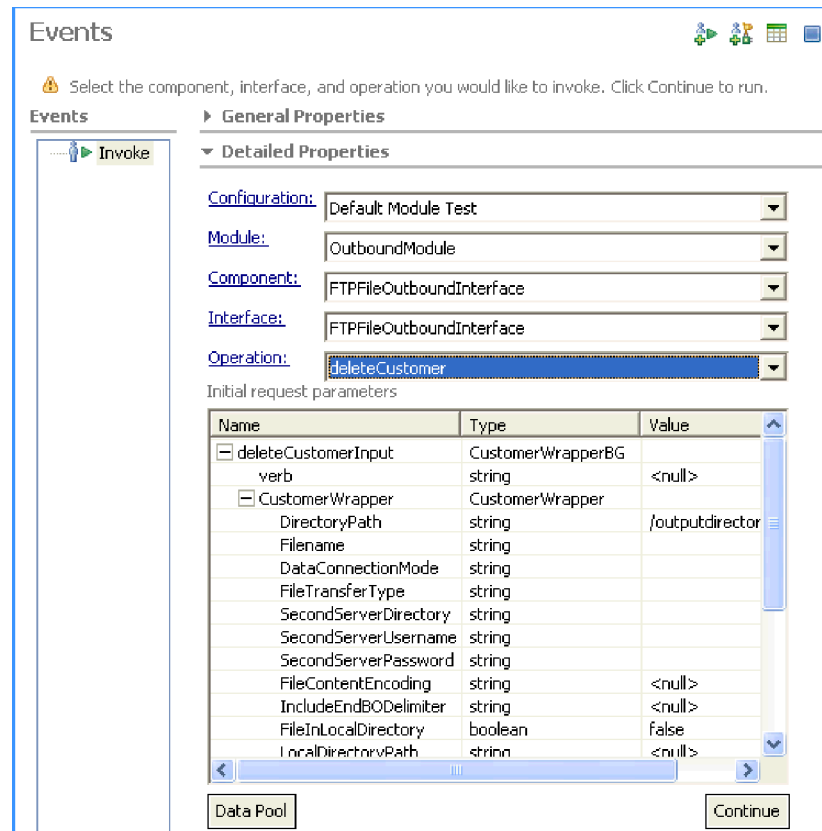 Events
Select the component, interface, and operation you would like to invoke. Click Continue to run.
Events
Invoke
General Properties
Detailed Properties
Configuration: Default Module Test
Module: OutboundModule
Component: FTPFileOutboundInterface
Interface: FTPFileOutboundInterface
Operation: deleteCustomer
Initial request parameters
Name Type Value
deleteCustomerInput CustomerWrapperBG
verb string <null>
CustomerWrapper CustomerWrapper
DirectoryPath string /outputdirector
Filename string
DataConnectionMode string
FileTransferType string
SecondServerDirectory string
SecondServerUsername string
SecondServerPassword string
FileContentEncoding string <null>
IncludeEndBODelimiter string <null>
FileInLocalDirectory boolean false
LocalDirectoryPath string <null>
Data Pool Continue